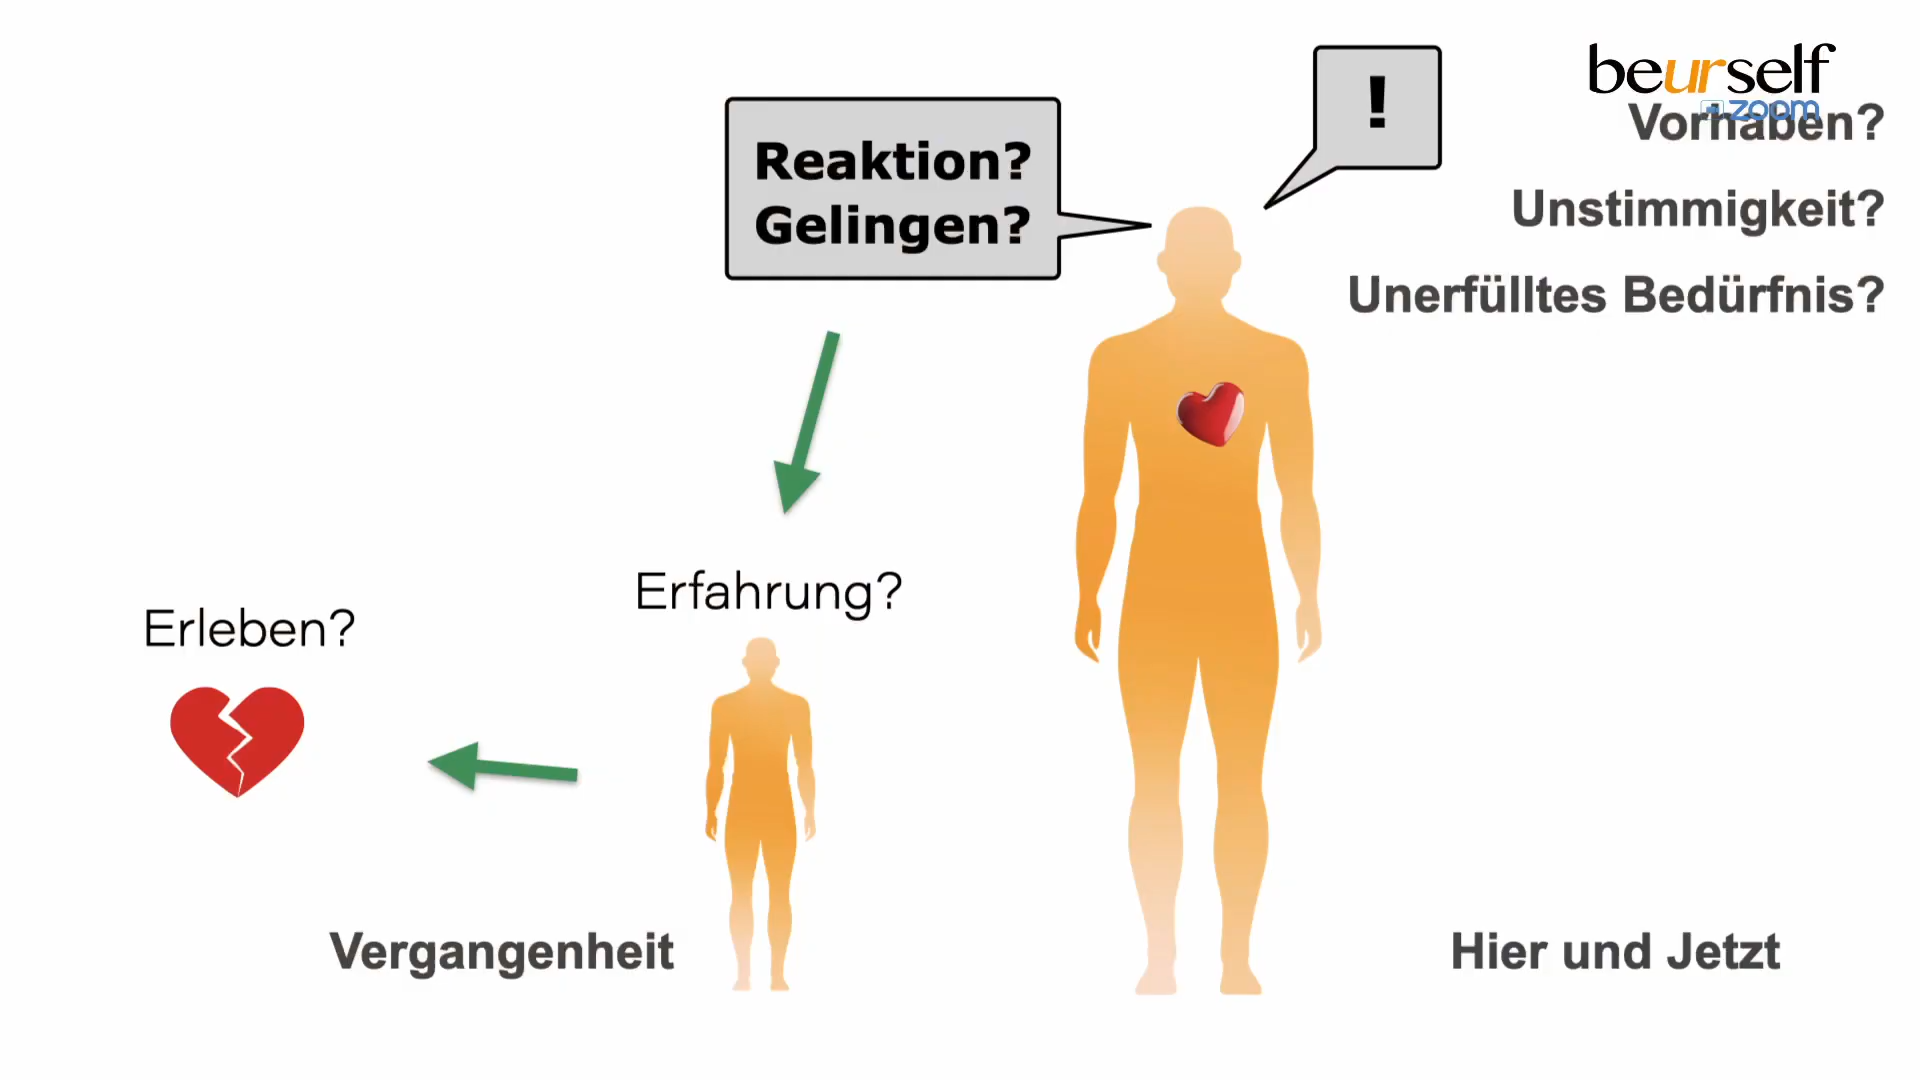 beurself
zoom
!
Vorhaben?
Unstimmigkeit?
Unerfülltes Bedürfnis?
Reaktion?
Gelingen?
Erfahrung?
Erleben?
Vergangenheit
Hier und Jetzt